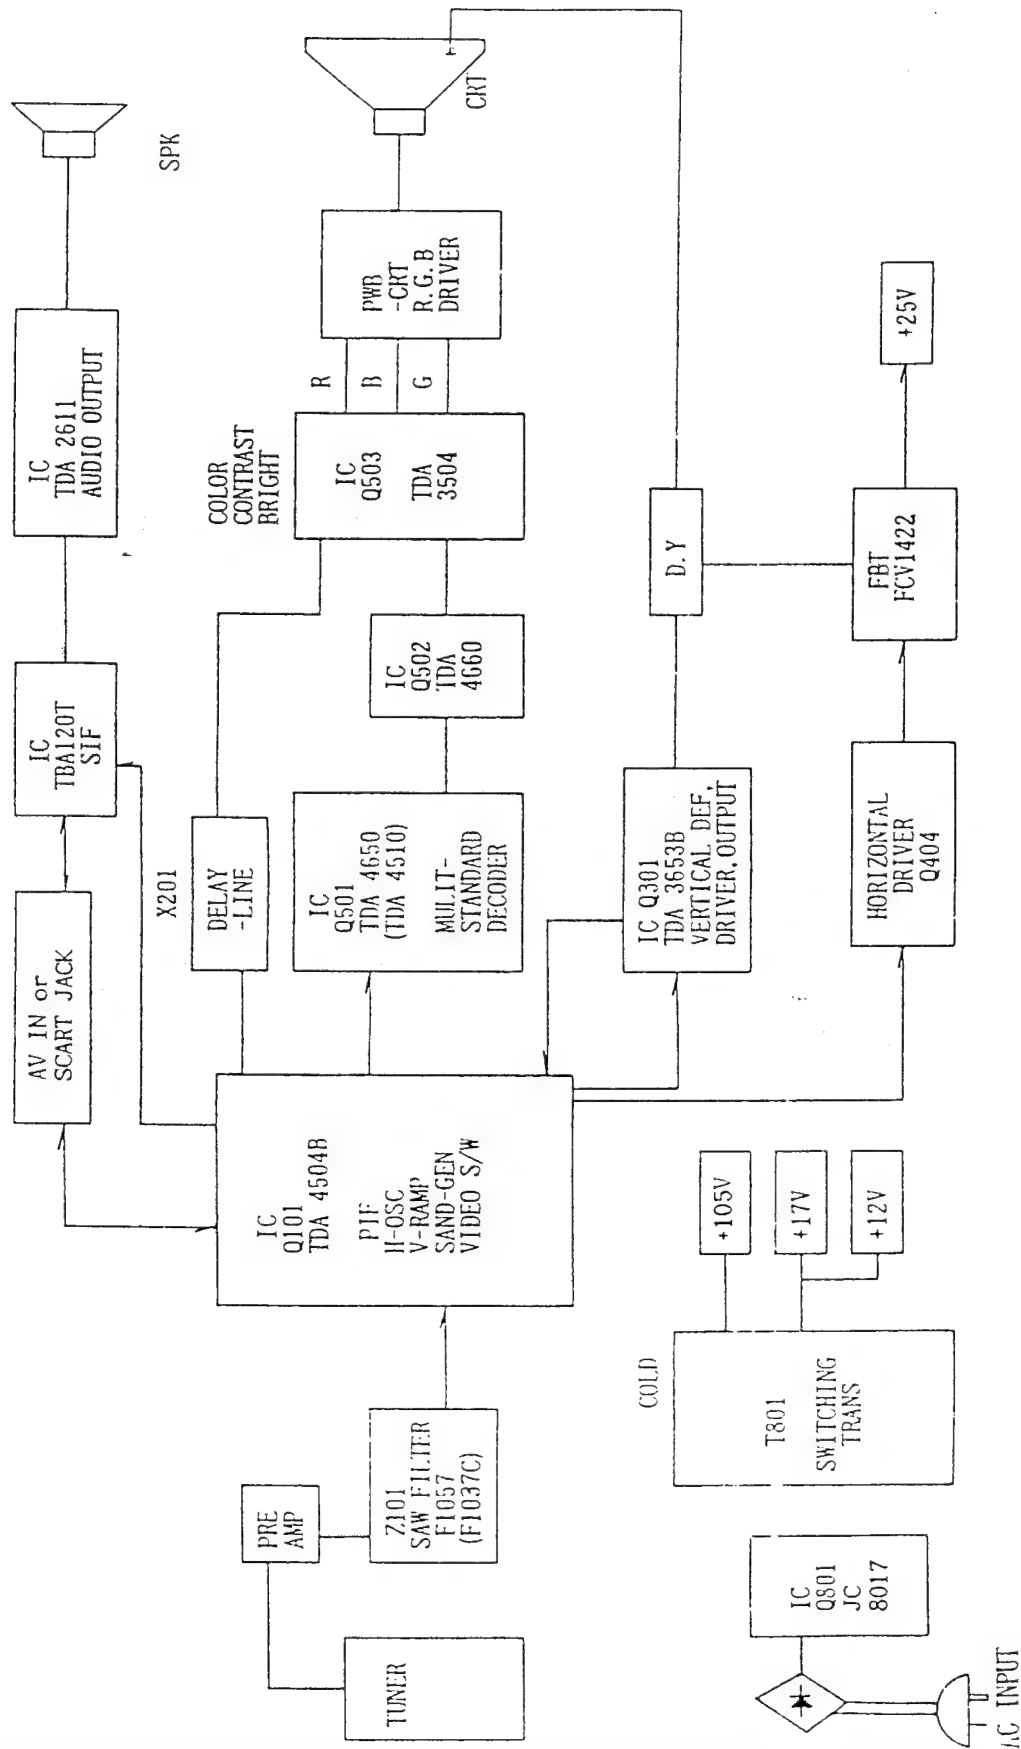 TUNER
PRE
AMP
Z101
SAW FILTER
F1057
(F1037C)
IC
Q101
TDA 4504B
PIF
H-OSC
V-RAMP
SAND-GEN
VIDEO S/W
AV IN or
SCART JACK
IC
TBA120T
SIF
IC
TDA 2611
AUDIO OUTPUT
SPK
X201
DELAY
-LINE
IC
Q501
TDA 4650
(TDA 4510)
MULIT-
STANDARD
DECODER
IC
Q502
TDA
4660
COLOR
CONTRAST
BRIGHT
IC
Q503
TDA
3504
R
B
G
PWB
-CRT
R.G.B
DRIVER
CRT
IC Q301
TDA 3653B
VERTICAL DEF,
DRIVER,OUTPUT
D.Y
HORIZONTAL
DRIVER
Q404
FBT
FCV1422
+25V
AC INPUT
IC
Q801
JC
8017
COLD
T801
SWITCHING
TRANS
+105V
+17V
+12V